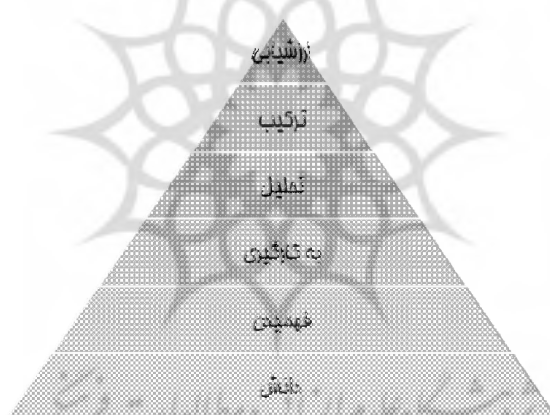 ارزشیابی
ترکیب
تحلیل
به کارگیری
فهمیدن
دانش